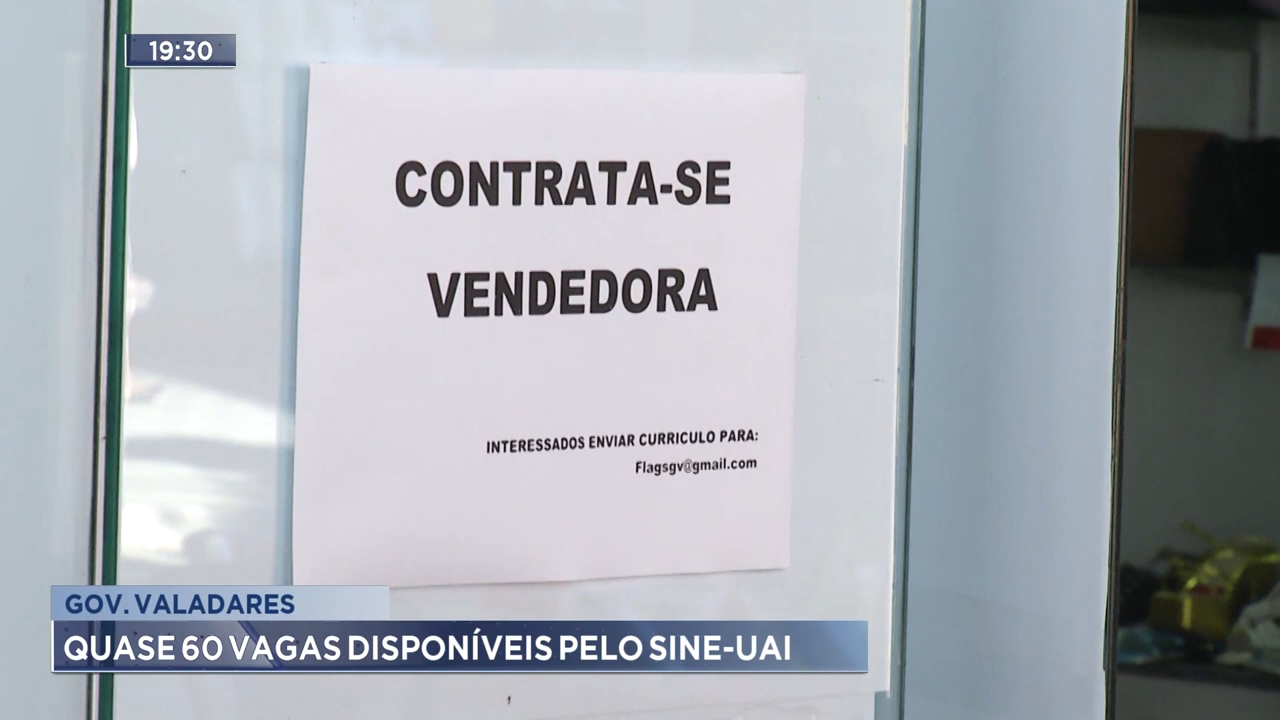 19:30
CONTRATA-SE
VENDEDORA
INTERESSADOS ENVIAR CURRICULO PARA:
Flagsgv@gmail.com
GOV. VALADARES
QUASE 60 VAGAS DISPONÍVEIS PELO SINE-UAI